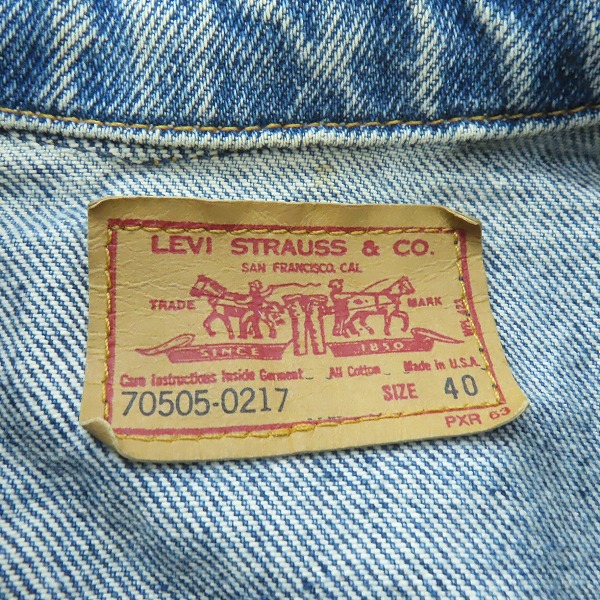 LEVI STRAUSS & CO.
SAN FRANCISCO, CAL
TRADE MARK
SINCE 1850
Care Instructions Inside Garment All Cotton Made in U.S.A.
70505-0217 SIZE 40
PXR 63